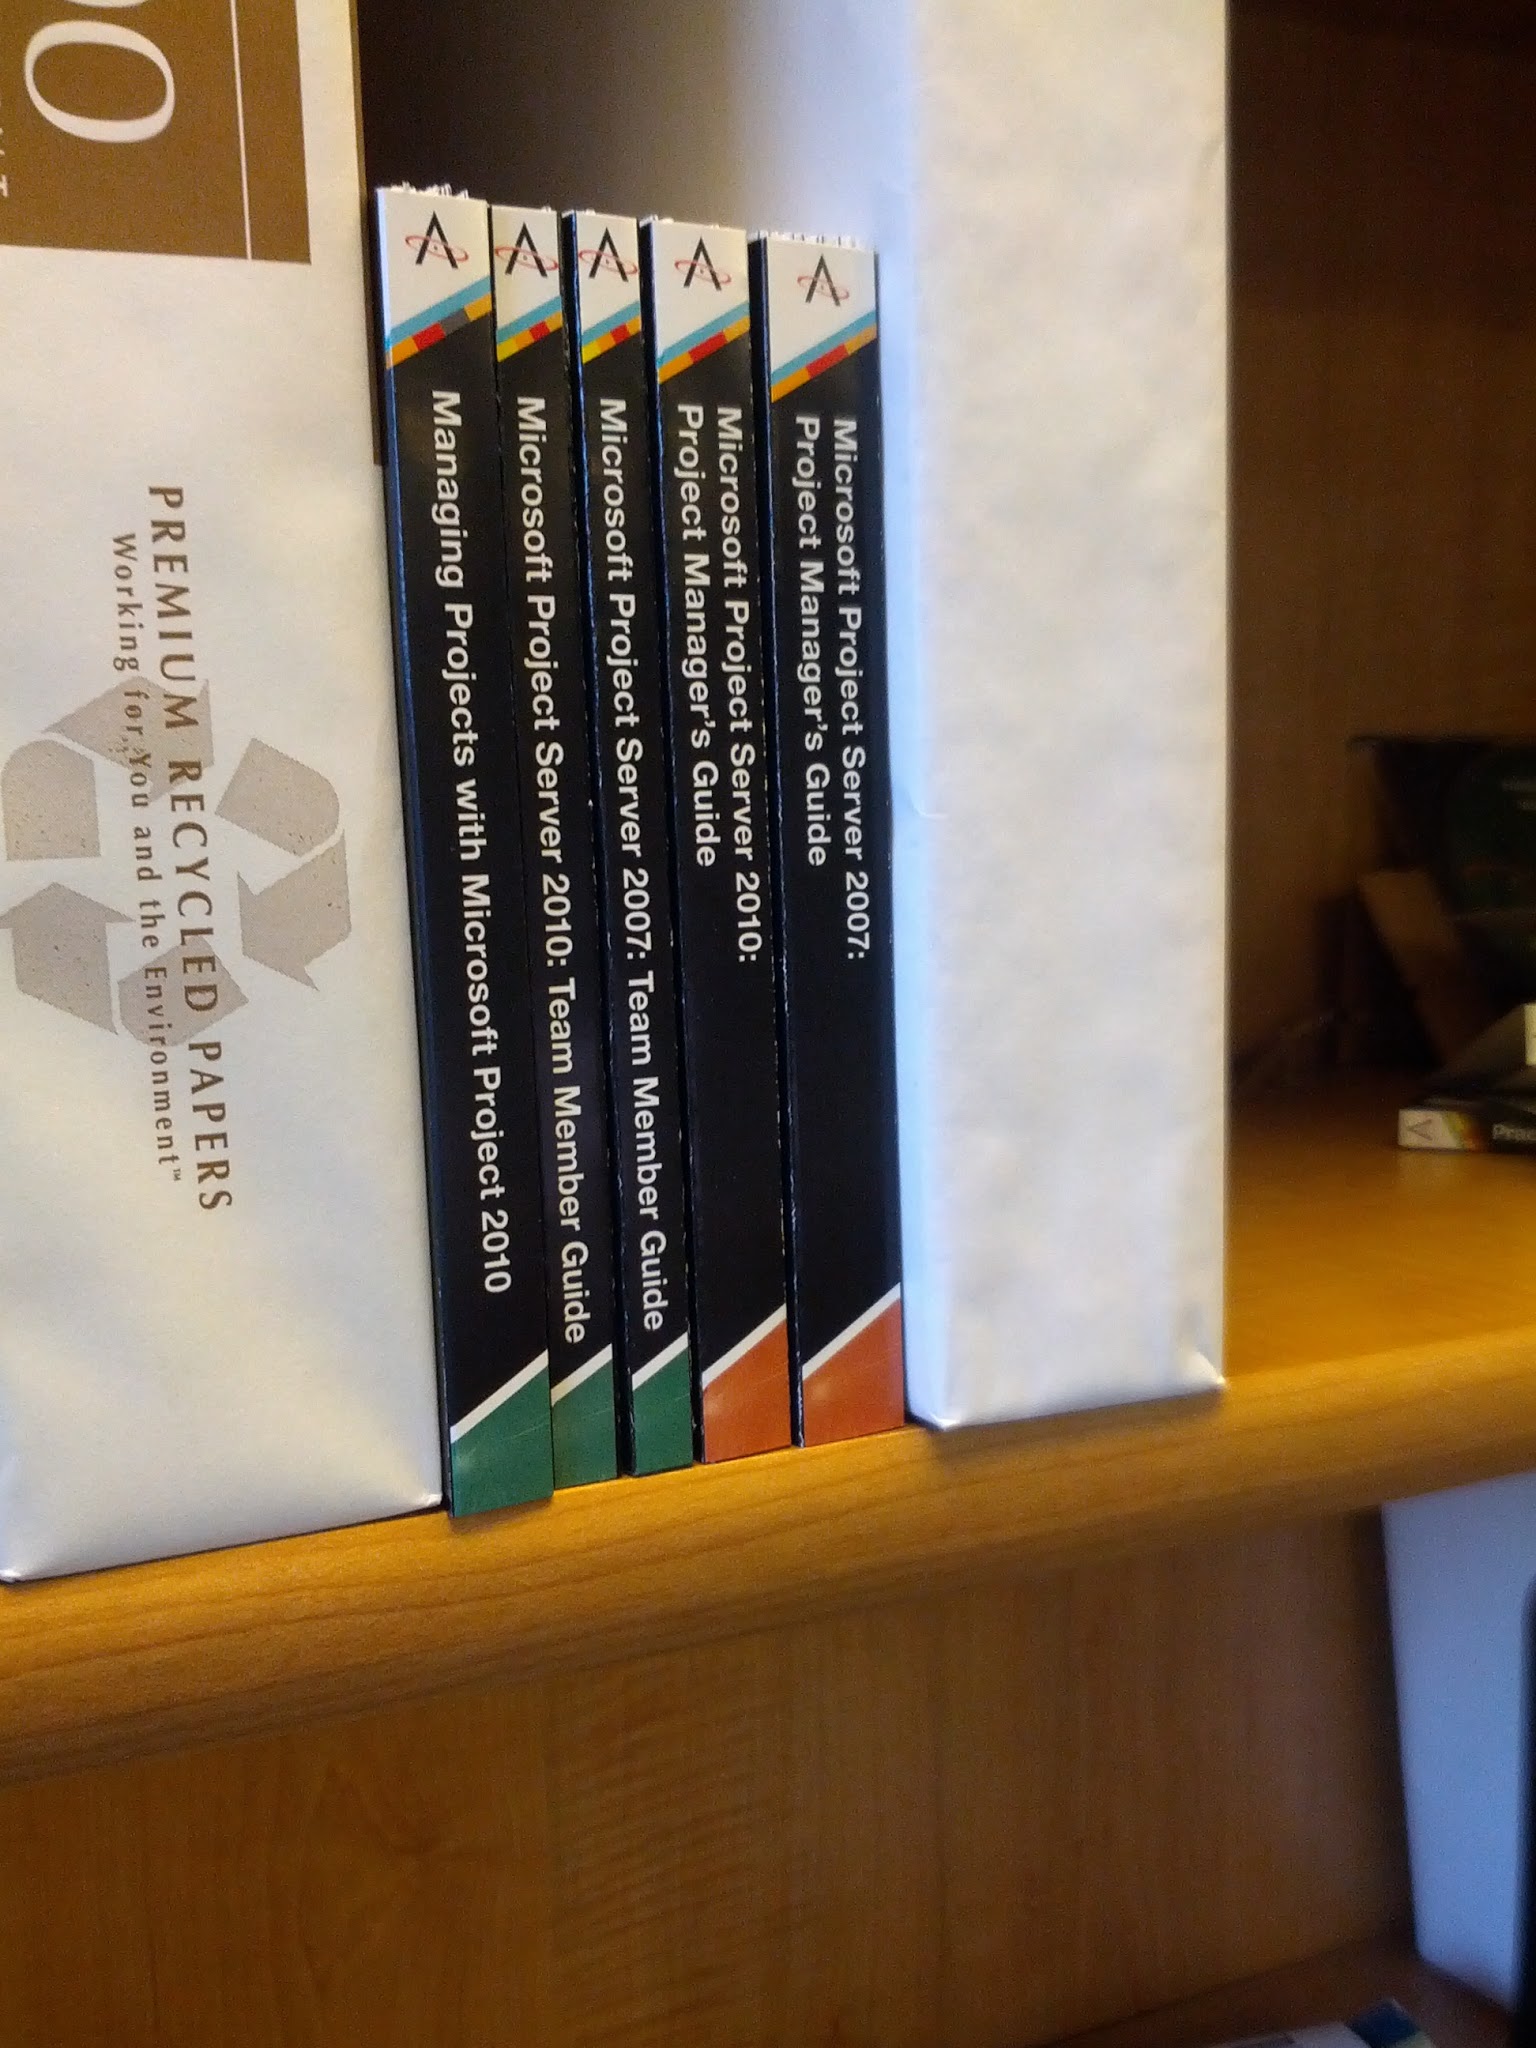 PREMIUM RECYCLED PAPERS
Working for You and the Environment™
Managing Projects with Microsoft Project 2010
Microsoft Project Server 2010: Team Member Guide
Microsoft Project Server 2007: Team Member Guide
Microsoft Project Server 2010:
Project Manager's Guide
Microsoft Project Server 2007:
Project Manager's Guide